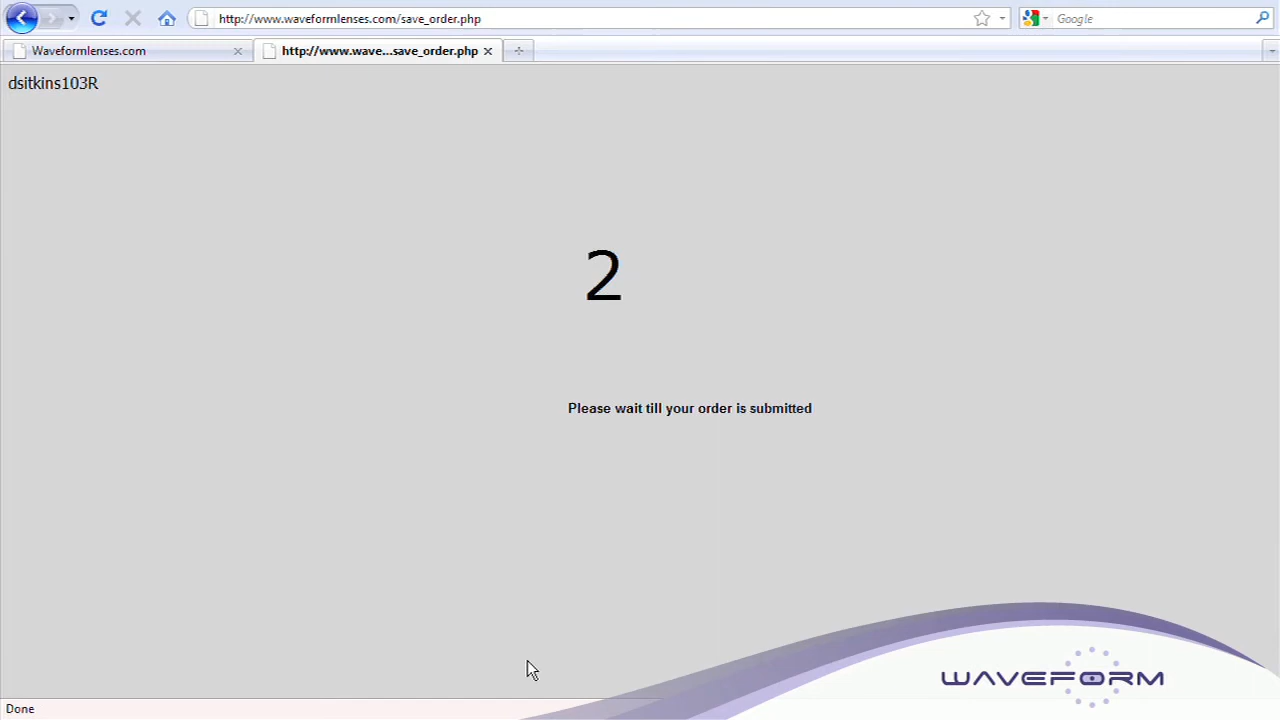 http://www.waveformlenses.com/save_order.php
Google
Waveformlenses.com
http://www.wave...save_order.php
dsitkins103R
2
Please wait till your order is submitted
WAVEFORM
Done